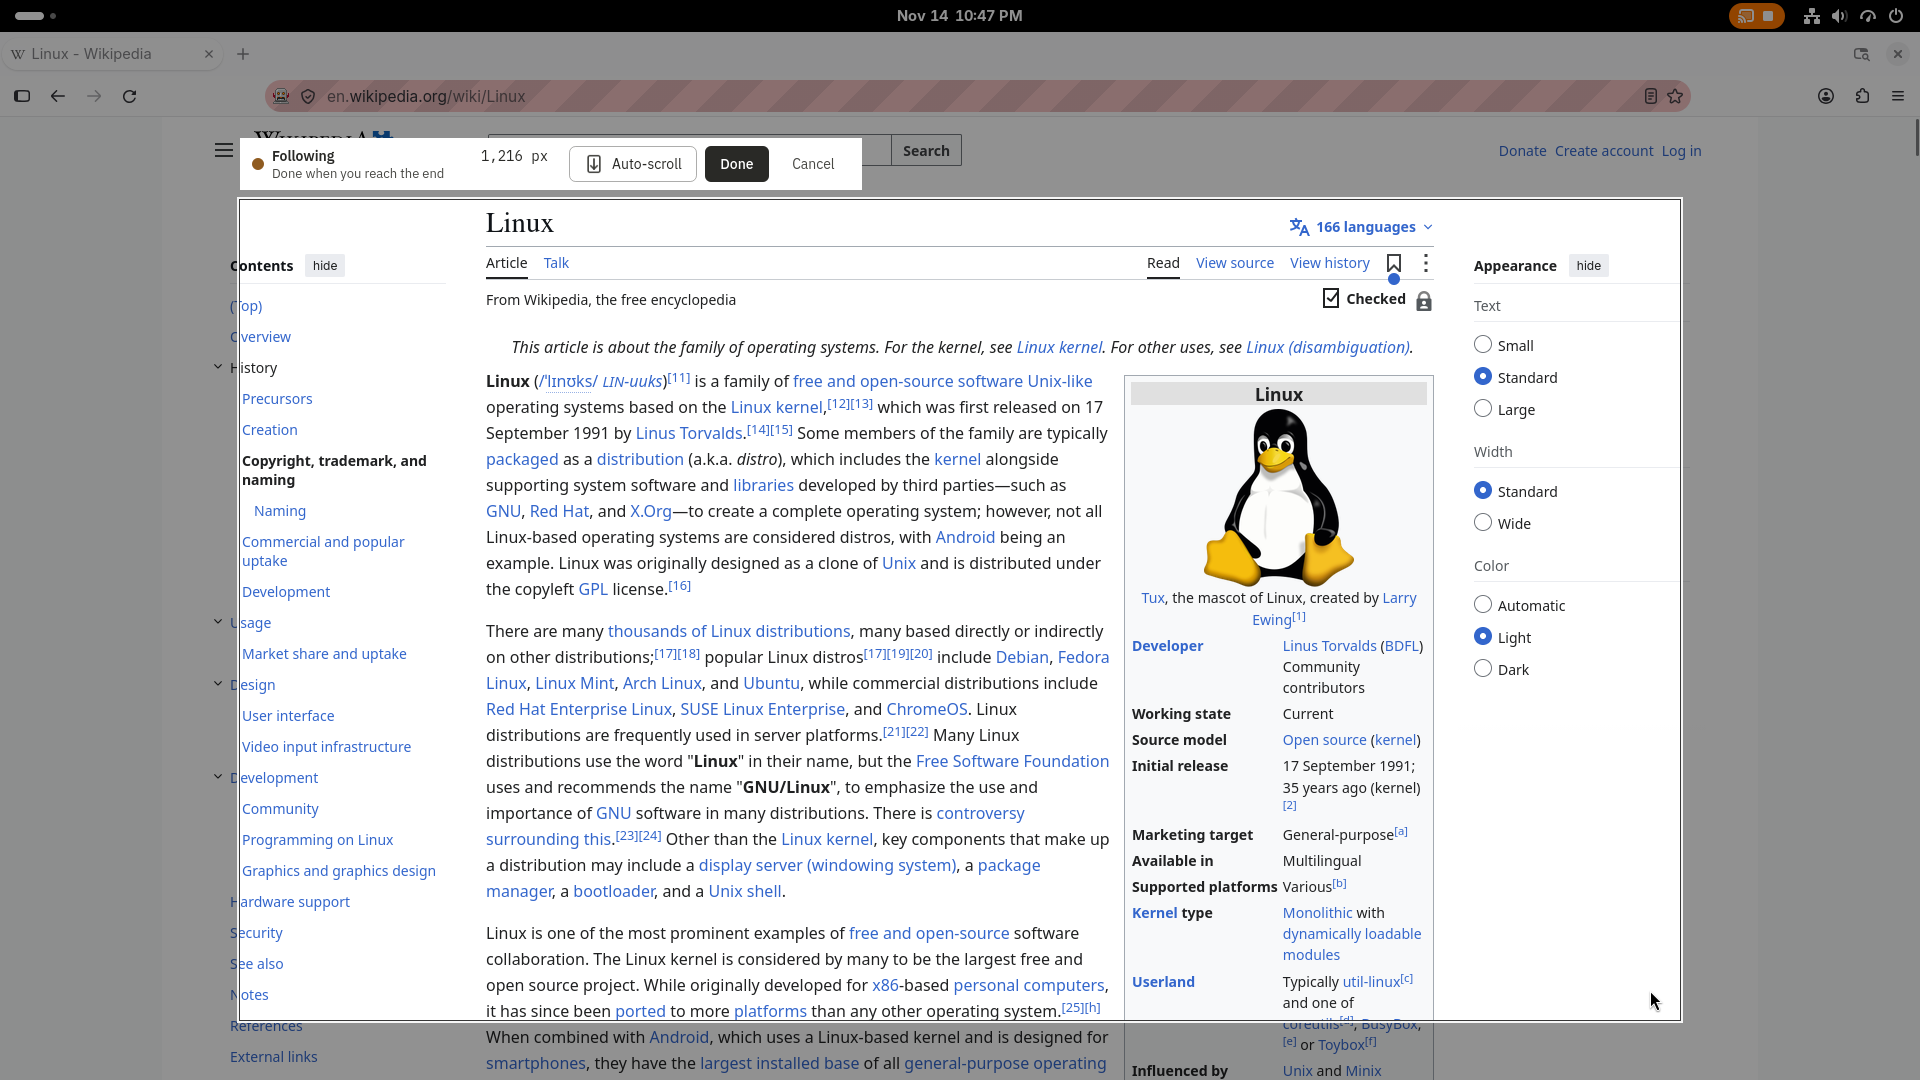 Nov 14 10:47 PM
Linux - Wikipedia
en.wikipedia.org/wiki/Linux
Search
Donate Create account Log in
Following
Done when you reach the end
1,216 px
Auto-scroll
Done
Cancel
Linux
166 languages
Article Talk
Read View source View history
From Wikipedia, the free encyclopedia
Checked
Contents hide
(Top)
Overview
History
Precursors
Creation
Copyright, trademark, and
naming
Naming
Commercial and popular
uptake
Development
Usage
Market share and uptake
Design
User interface
Video input infrastructure
Development
Community
Programming on Linux
Graphics and graphics design
Hardware support
Security
See also
Notes
References
External links
This article is about the family of operating systems. For the kernel, see Linux kernel. For other uses, see Linux (disambiguation).
Linux (/ˈlɪnʊks/ LIN-uuks)[11] is a family of free and open-source software Unix-like
operating systems based on the Linux kernel,[12][13] which was first released on 17
September 1991 by Linus Torvalds.[14][15] Some members of the family are typically
packaged as a distribution (a.k.a. distro), which includes the kernel alongside
supporting system software and libraries developed by third parties—such as
GNU, Red Hat, and X.Org—to create a complete operating system; however, not all
Linux-based operating systems are considered distros, with Android being an
example. Linux was originally designed as a clone of Unix and is distributed under
the copyleft GPL license.[16]
There are many thousands of Linux distributions, many based directly or indirectly
on other distributions;[17][18] popular Linux distros[17][19][20] include Debian, Fedora
Linux, Linux Mint, Arch Linux, and Ubuntu, while commercial distributions include
Red Hat Enterprise Linux, SUSE Linux Enterprise, and ChromeOS. Linux
distributions are frequently used in server platforms.[21][22] Many Linux
distributions use the word "Linux" in their name, but the Free Software Foundation
uses and recommends the name "GNU/Linux", to emphasize the use and
importance of GNU software in many distributions. There is controversy
surrounding this.[23][24] Other than the Linux kernel, key components that make up
a distribution may include a display server (windowing system), a package
manager, a bootloader, and a Unix shell.
Linux is one of the most prominent examples of free and open-source software
collaboration. The Linux kernel is considered by many to be the largest free and
open source project. While originally developed for x86-based personal computers,
it has since been ported to more platforms than any other operating system.[25][h]
When combined with Android, which uses a Linux-based kernel and is designed for
smartphones, they have the largest installed base of all general-purpose operating
Linux
Tux, the mascot of Linux, created by Larry
Ewing[1]
Developer Linus Torvalds (BDFL)
Community
contributors
Working state Current
Source model Open source (kernel)
Initial release 17 September 1991;
35 years ago (kernel)
[2]
Marketing target General-purpose[a]
Available in Multilingual
Supported platforms Various[b]
Kernel type Monolithic with
dynamically loadable
modules
Userland Typically util-linux[c]
and one of
coreutils[d], BusyBox,
[e] or Toybox[f]
Influenced by Unix and Minix
Appearance hide
Text
Small
Standard
Large
Width
Standard
Wide
Color
Automatic
Light
Dark